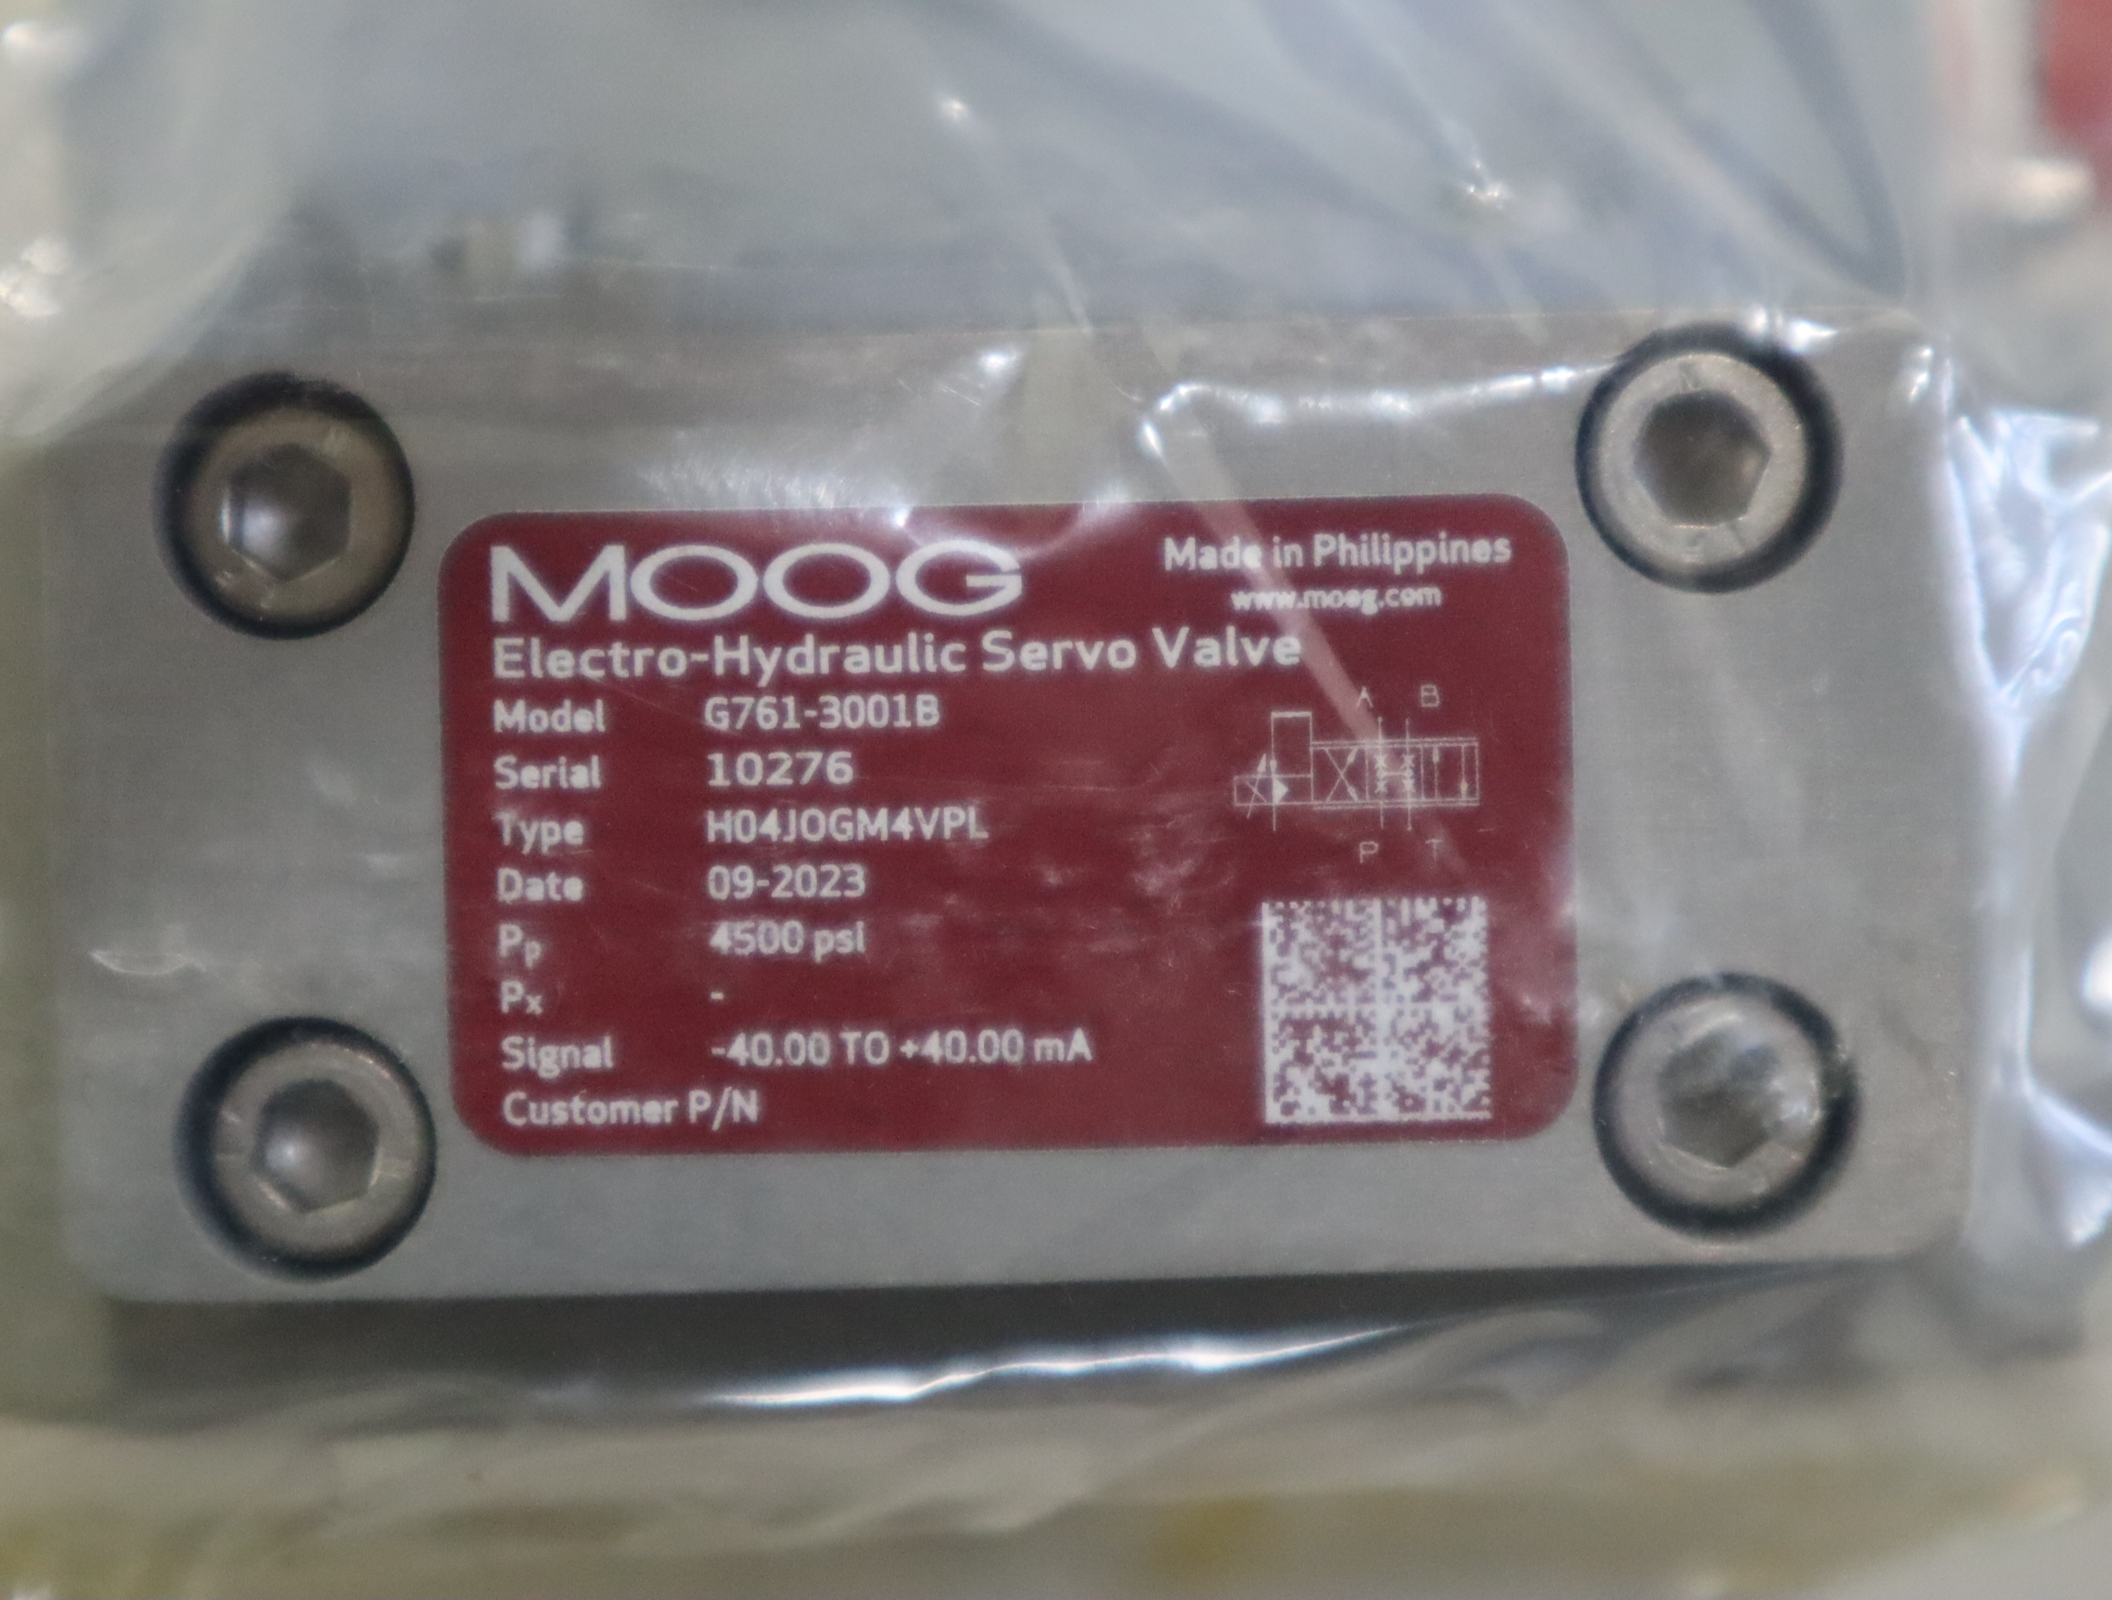 MOOG
Made in Philippines
www.moog.com
Electro-Hydraulic Servo Valve
Model G761-3001B
Serial 10276
Type H04JOGM4VPL
Date 09-2023
Pp 4500 psi
Px -
Signal -40.00 TO +40.00 mA
Customer P/N
A B
P T